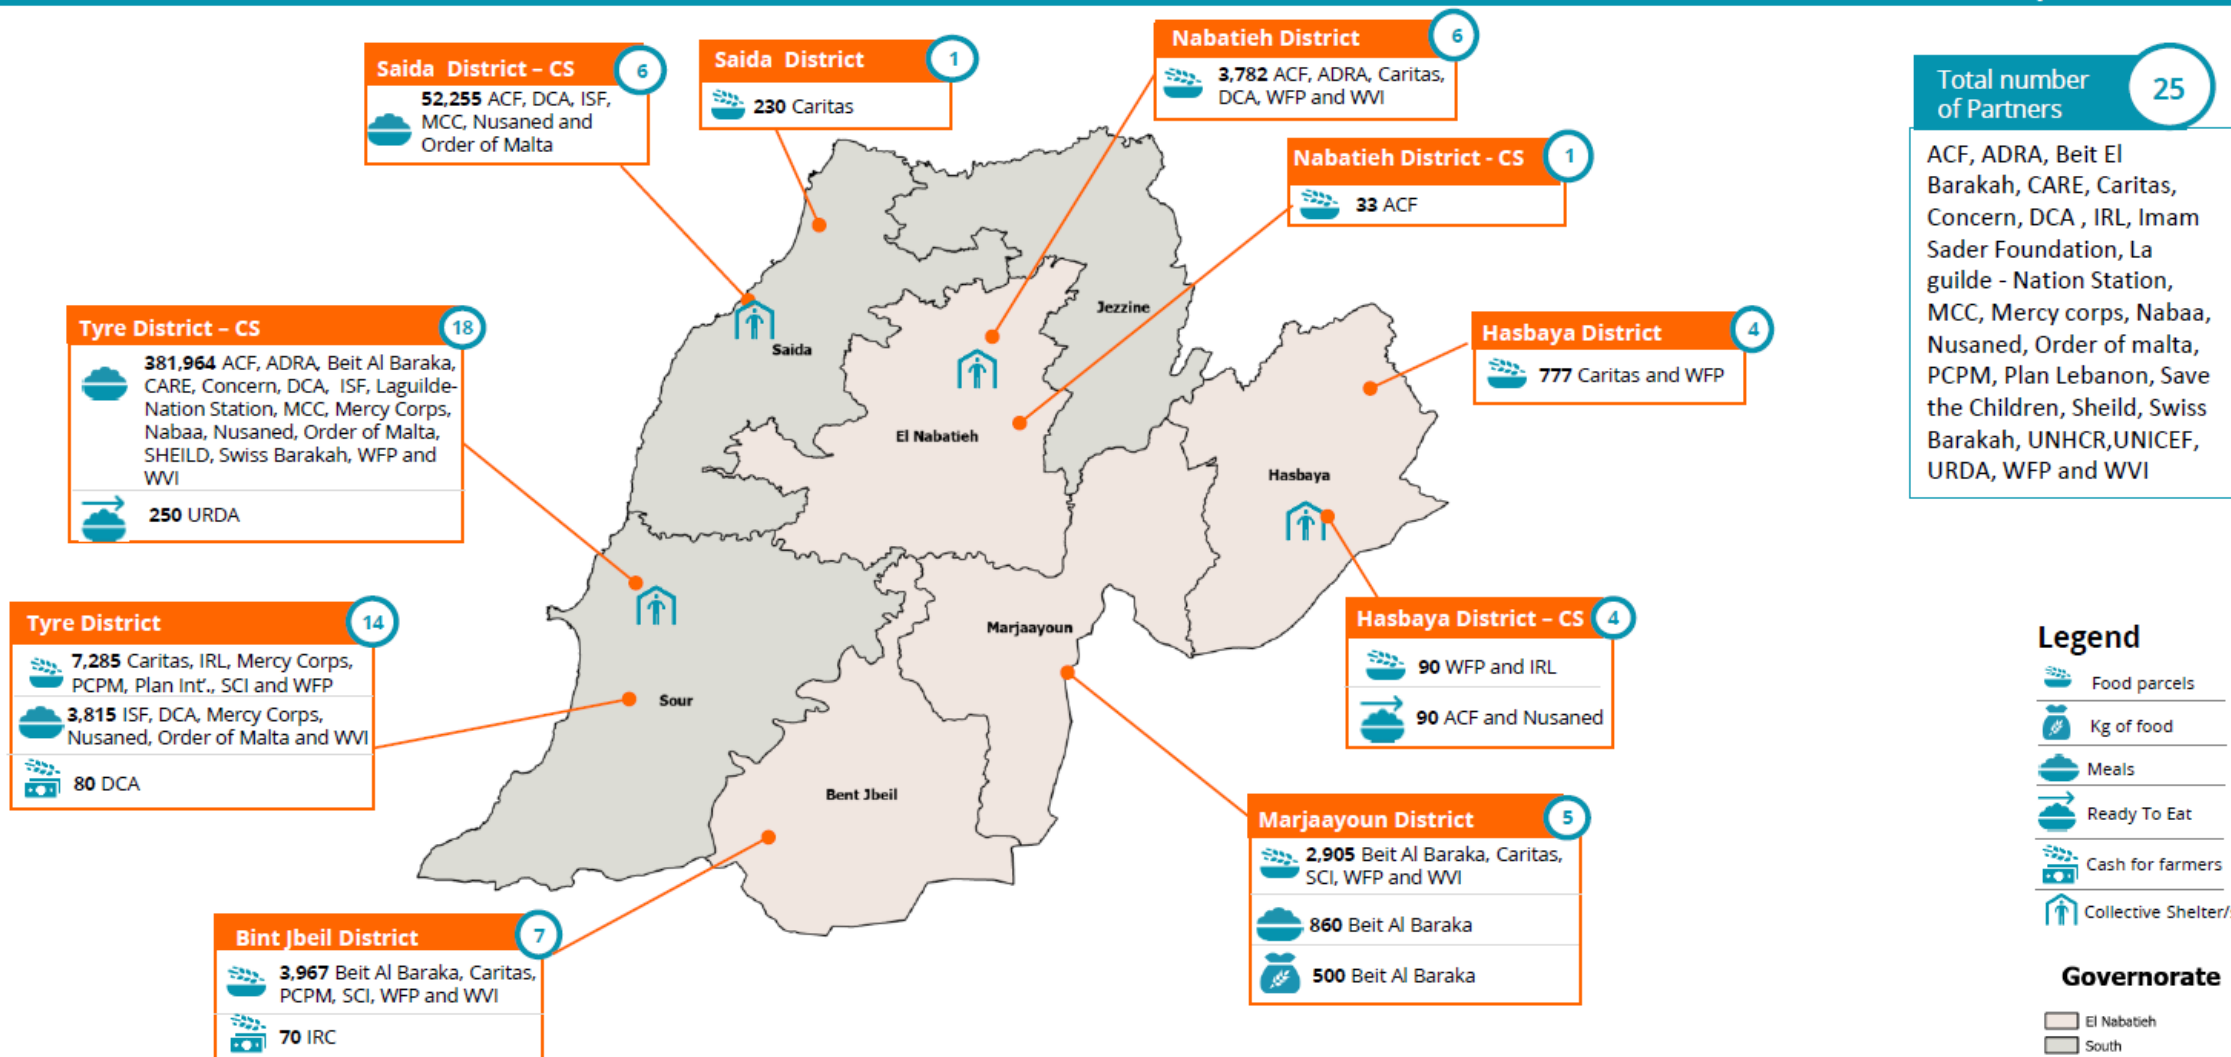 Saida District – CS
6
52,255 ACF, DCA, ISF,
MCC, Nusaned and
Order of Malta
Saida District
1
230 Caritas
Nabatieh District
6
3,782 ACF, ADRA, Caritas,
DCA, WFP and WVI
Nabatieh District - CS
1
33 ACF
Total number
of Partners
25
ACF, ADRA, Beit El
Barakah, CARE, Caritas,
Concern, DCA , IRL, Imam
Sader Foundation, La
guilde - Nation Station,
MCC, Mercy corps, Nabaa,
Nusaned, Order of malta,
PCPM, Plan Lebanon, Save
the Children, Sheild, Swiss
Barakah, UNHCR,UNICEF,
URDA, WFP and WVI
Tyre District – CS
18
381,964 ACF, ADRA, Beit Al Baraka,
CARE, Concern, DCA, ISF, Laguilde-
Nation Station, MCC, Mercy Corps,
Nabaa, Nusaned, Order of Malta,
SHEILD, Swiss Barakah, WFP and
WVI
250 URDA
Jezzine
Saida
El Nabatieh
Hasbaya
Marjaayoun
Sour
Bent Jbeil
Hasbaya District
4
777 Caritas and WFP
Tyre District
14
7,285 Caritas, IRL, Mercy Corps,
PCPM, Plan Int'., SCI and WFP
3,815 ISF, DCA, Mercy Corps,
Nusaned, Order of Malta and WVI
80 DCA
Hasbaya District – CS
4
90 WFP and IRL
90 ACF and Nusaned
Marjaayoun District
5
2,905 Beit Al Baraka, Caritas,
SCI, WFP and WVI
860 Beit Al Baraka
500 Beit Al Baraka
Bint Jbeil District
7
3,967 Beit Al Baraka, Caritas,
PCPM, SCI, WFP and WVI
70 IRC
Legend
Food parcels
Kg of food
Meals
Ready To Eat
Cash for farmers
Collective Shelter/
Governorate
El Nabatieh
South